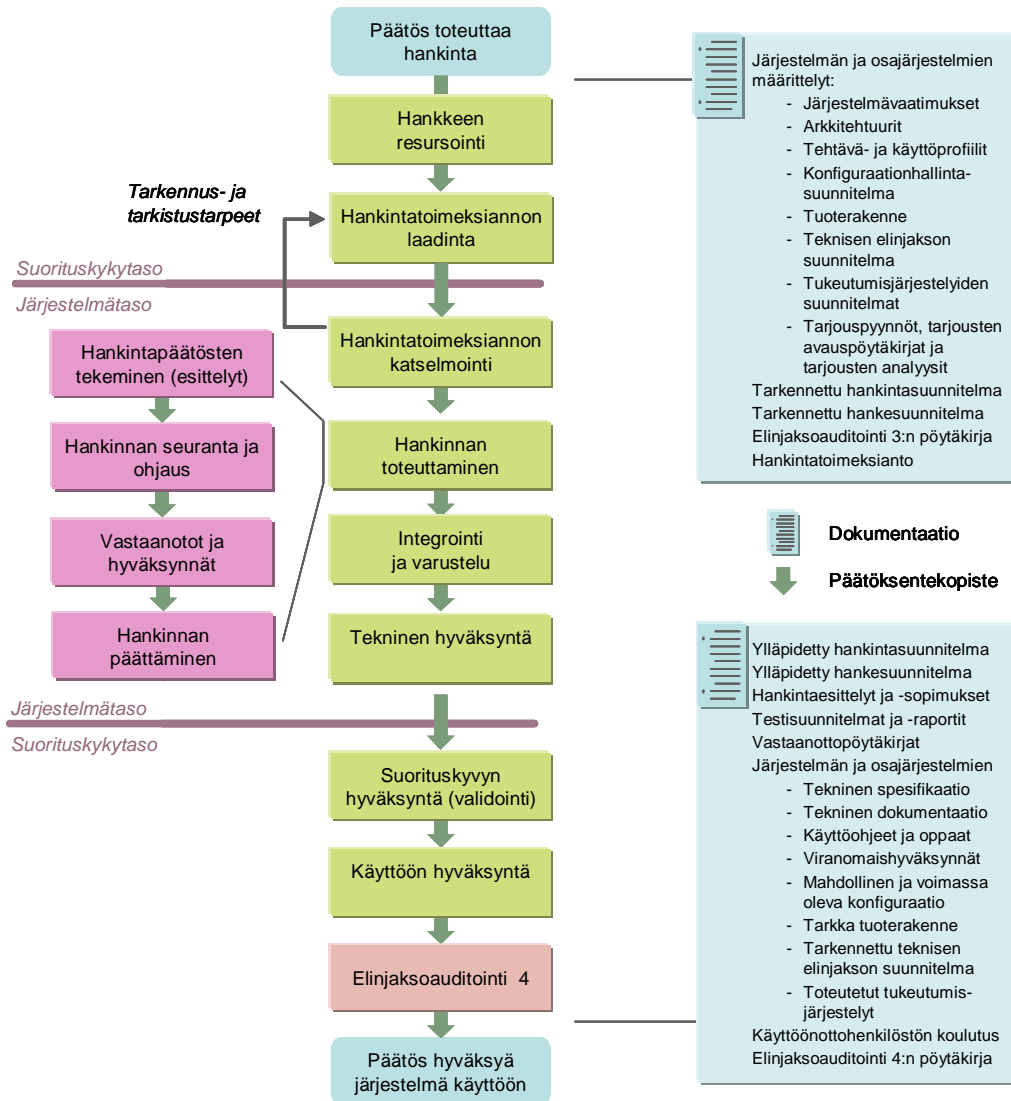 Päätös toteuttaa
hankinta
Hankkeen
resursointi
Tarkennus- ja
tarkistustarpeet
Hankintatoimeksiannon
laadinta
Suorituskykytaso
Järjestelmätaso
Hankintatoimeksiannon
katselmointi
Hankintapäätösten
tekeminen (esittelyt)
Hankinnan seuranta ja
ohjaus
Vastaanotot ja
hyväksynnät
Hankinnan
päättäminen
Hankinnan
toteuttaminen
Integrointi
ja varustelu
Tekninen hyväksyntä
Järjestelmätaso
Suorituskykytaso
Suorituskyvyn
hyväksyntä (validointi)
Käyttöön hyväksyntä
Elinjaksoauditointi 4
Päätös hyväksyä
järjestelmä käyttöön
Järjestelmän ja osajärjestelmien
määrittelyt:
- Järjestelmävaatimukset
- Arkkitehtuurit
- Tehtävä- ja käyttöprofiilit
- Konfiguraationhallinta-
suunnitelma
- Tuoterakenne
- Teknisen elinjakson
suunnitelma
- Tukeutumisjärjestelyiden
suunnitelmat
- Tarjouspyynnöt, tarjousten
avauspöytäkirjat ja
tarjousten analyysit
Tarkennettu hankintasuunnitelma
Tarkennettu hankesuunnitelma
Elinjaksoauditointi 3:n pöytäkirja
Hankintatoimeksianto
Dokumentaatio
Päätöksentekopiste
Ylläpidetty hankintasuunnitelma
Ylläpidetty hankesuunnitelma
Hankintaesittelyt ja -sopimukset
Testisuunnitelmat ja -raportit
Vastaanottopöytäkirjat
Järjestelmän ja osajärjestelmien
- Tekninen spesifikaatio
- Tekninen dokumentaatio
- Käyttöohjeet ja oppaat
- Viranomaishyväksynnät
- Mahdollinen ja voimassa
oleva konfiguraatio
- Tarkka tuoterakenne
- Tarkennettu teknisen
elinjakson suunnitelma
- Toteutetut tukeutumis-
järjestelyt
Käyttöönottohenkilöstön koulutus
Elinjaksoauditointi 4:n pöytäkirja